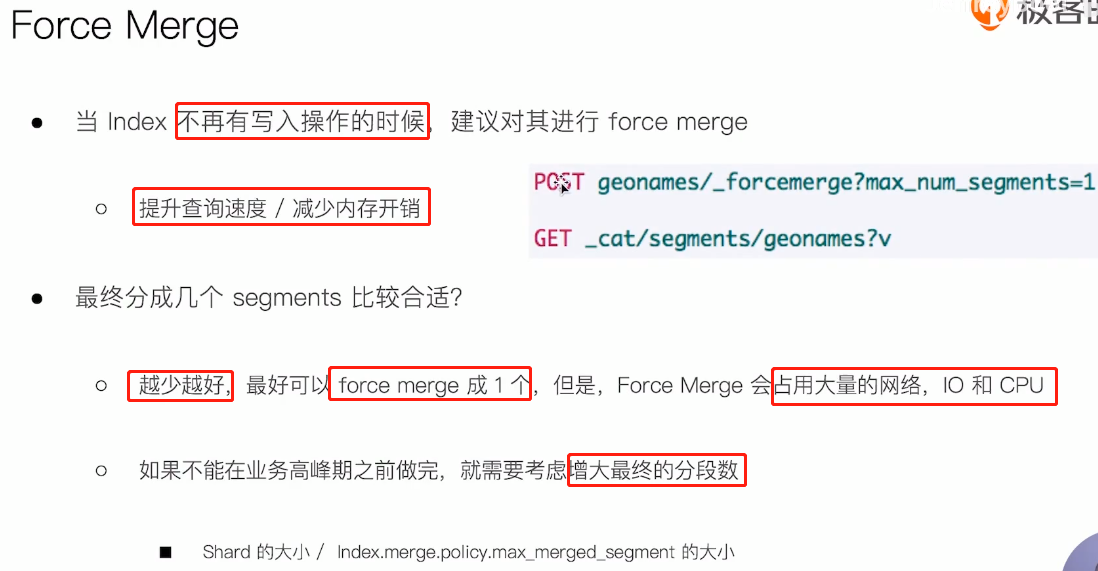 Force Merge
极客
当 Index 不再有写入操作的时候，建议对其进行 force merge
提升查询速度 / 减少内存开销
POST geonames/_forcemerge?max_num_segments=1
GET _cat/segments/geonames?v
最终分成几个 segments 比较合适？
越少越好，最好可以 force merge 成 1 个，但是，Force Merge 会占用大量的网络，IO 和 CPU
如果不能在业务高峰期之前做完，就需要考虑增大最终的分段数
Shard 的大小 / Index.merge.policy.max_merged_segment 的大小